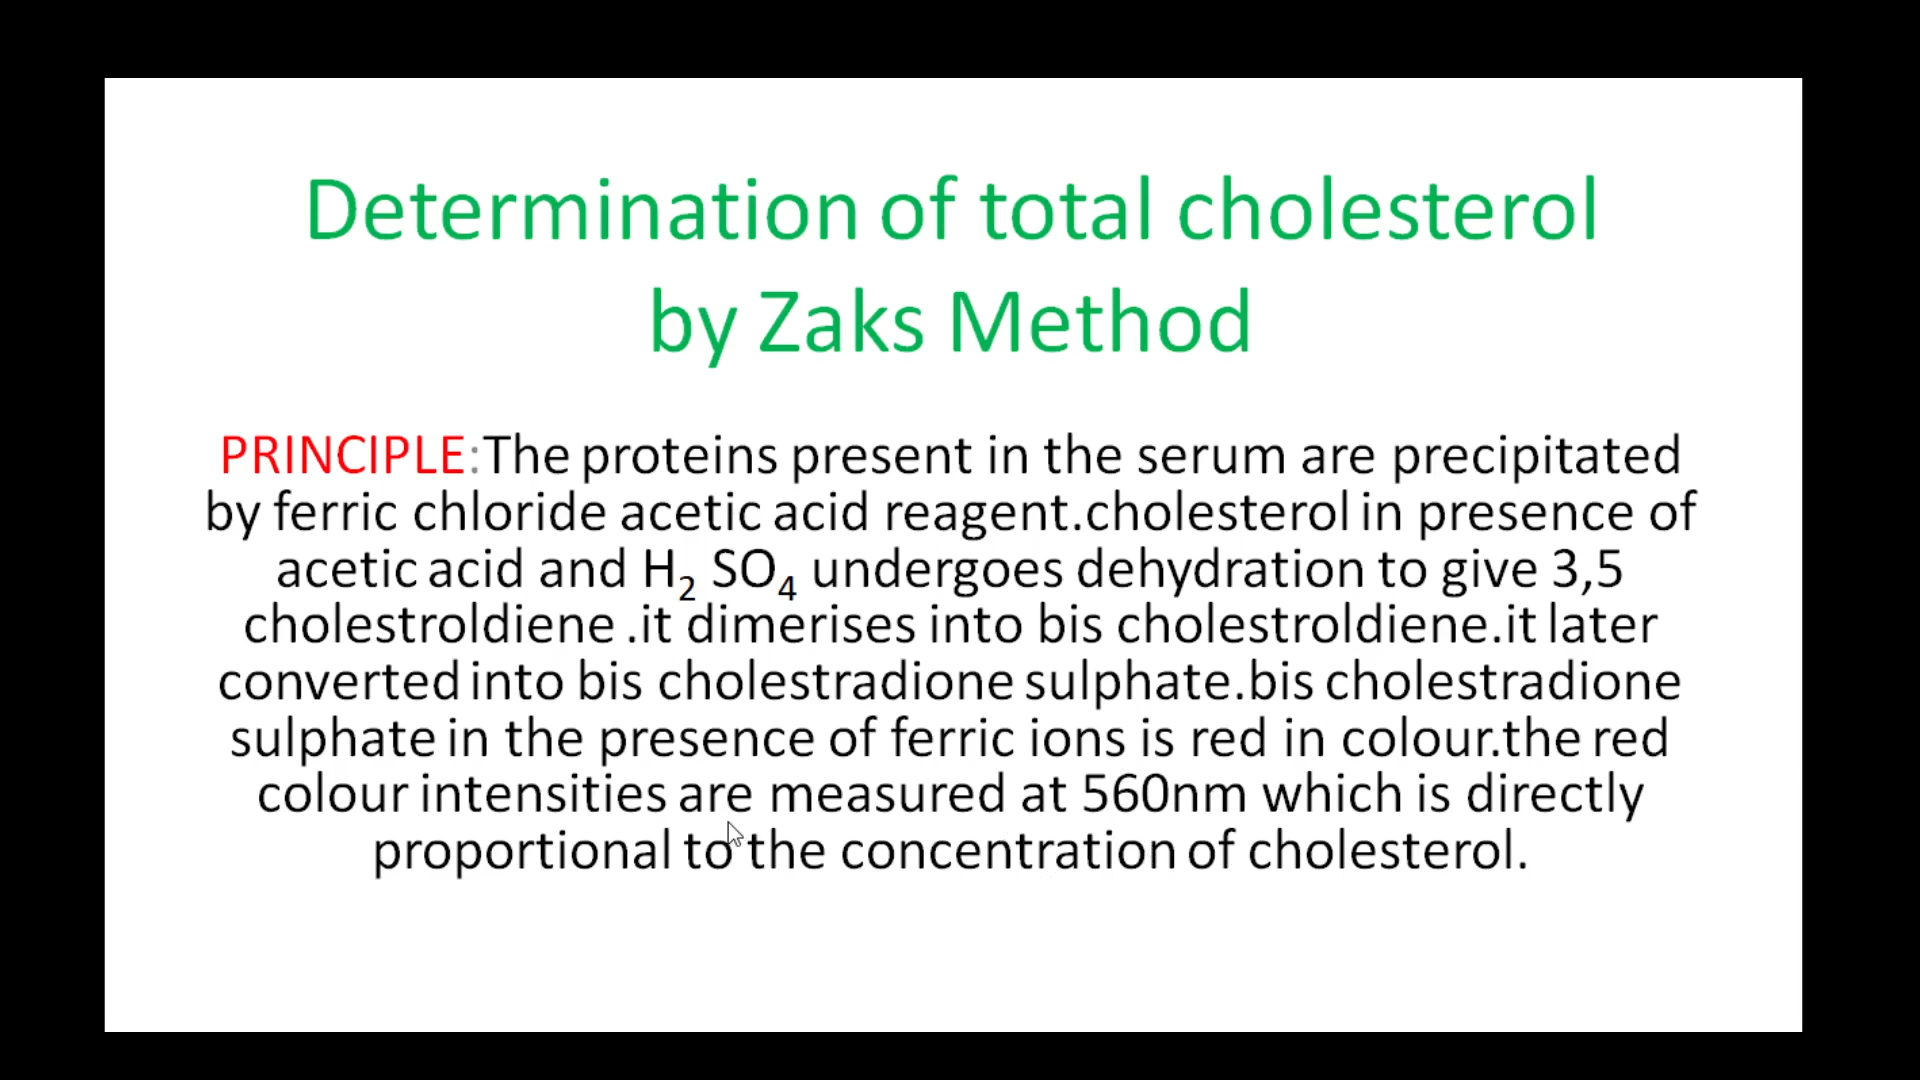 Determination of total cholesterol
by Zaks Method
PRINCIPLE:The proteins present in the serum are precipitated
by ferric chloride acetic acid reagent.cholesterol in presence of
acetic acid and H₂ SO₄ undergoes dehydration to give 3,5
cholestroldiene .it dimerises into bis cholestroldiene.it later
converted into bis cholestradione sulphate.bis cholestradione
sulphate in the presence of ferric ions is red in colour.the red
colour intensities are measured at 560nm which is directly
proportional to the concentration of cholesterol.